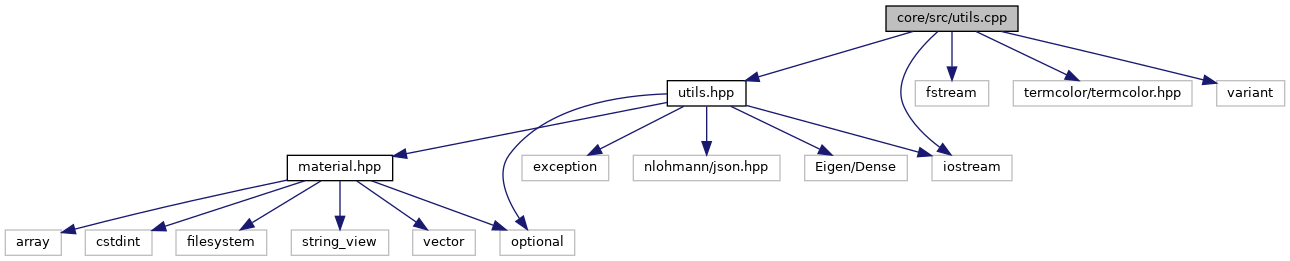 core/src/utils.cpp
utils.hpp
fstream
termcolor/termcolor.hpp
variant
material.hpp
exception
nlohmann/json.hpp
Eigen/Dense
iostream
array
cstdint
filesystem
string_view
vector
optional